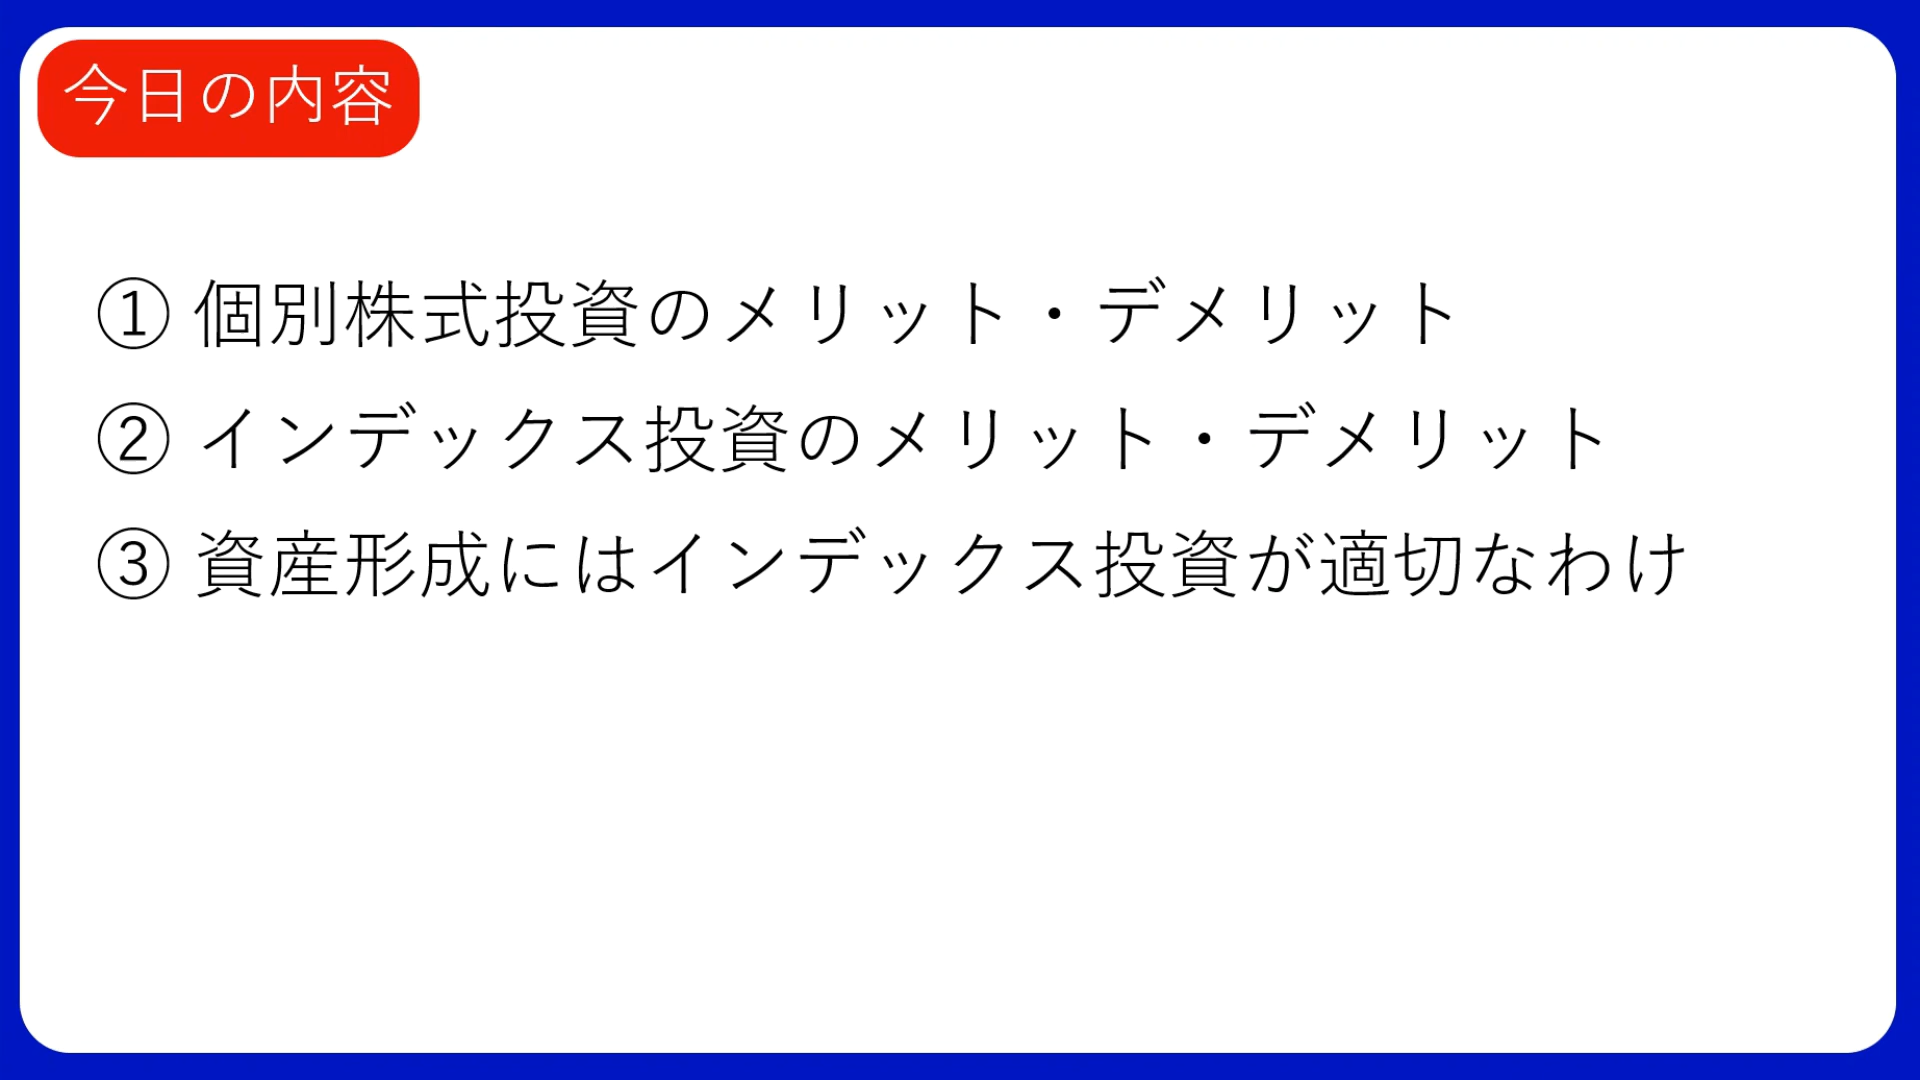 今日の内容
① 個別株式投資のメリット・デメリット
② インデックス投資のメリット・デメリット
③ 資産形成にはインデックス投資が適切なわけ